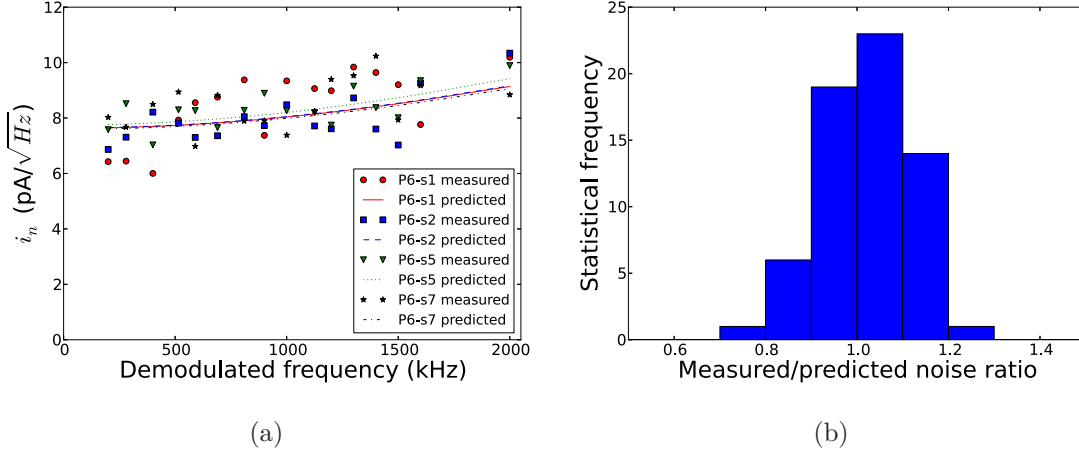 12
10
8
6
4
2
0
0
500
1000
1500
2000
i_n (pA/√Hz)
Demodulated frequency (kHz)
P6-s1 measured
P6-s1 predicted
P6-s2 measured
P6-s2 predicted
P6-s5 measured
P6-s5 predicted
P6-s7 measured
P6-s7 predicted
(a)
25
20
15
10
5
0
0.6
0.8
1.0
1.2
1.4
Statistical frequency
Measured/predicted noise ratio
(b)